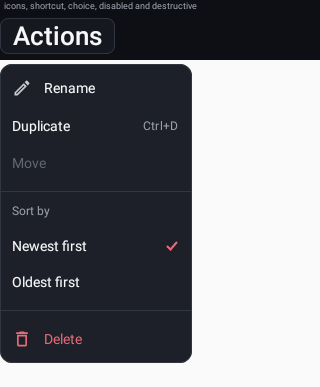 icons, shortcut, choice, disabled and destructive
Actions
Rename
Duplicate Ctrl+D
Move
Sort by
Newest first
Oldest first
Delete